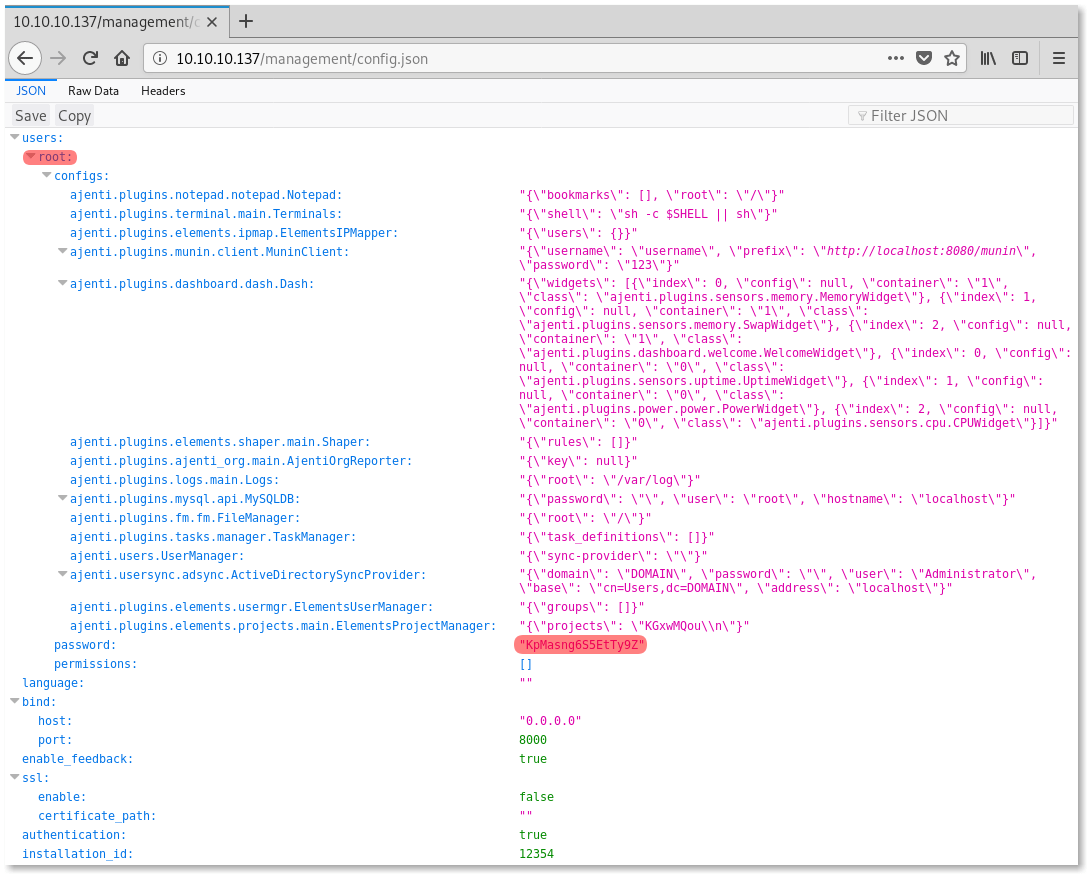 10.10.10.137/management/c
10.10.10.137/management/config.json
JSON Raw Data Headers
Save Copy Filter JSON
users:
root:
configs:
ajenti.plugins.notepad.notepad.Notepad: "{\"bookmarks\": [], \"root\": \"/\"}"
ajenti.plugins.terminal.main.Terminals: "{\"shell\": \"sh -c $SHELL || sh\"}"
ajenti.plugins.elements.ipmap.ElementsIPMapper: "{\"users\": {}}"
ajenti.plugins.munin.client.MuninClient: "{\"username\": \"username\", \"prefix\": \"http://localhost:8080/munin\",
\"password\": \"123\"}"
ajenti.plugins.dashboard.dash.Dash: "{\"widgets\": [{\"index\": 0, \"config\": null, \"container\": \"1\",
\"class\": \"ajenti.plugins.sensors.memory.MemoryWidget\"}, {\"index\": 1,
\"config\": null, \"container\": \"1\", \"class\":
\"ajenti.plugins.sensors.memory.SwapWidget\"}, {\"index\": 2, \"config\": null,
\"container\": \"1\", \"class\":
\"ajenti.plugins.dashboard.welcome.WelcomeWidget\"}, {\"index\": 0, \"config\":
null, \"container\": \"0\", \"class\":
\"ajenti.plugins.sensors.uptime.UptimeWidget\"}, {\"index\": 1, \"config\":
null, \"container\": \"0\", \"class\":
\"ajenti.plugins.power.power.PowerWidget\"}, {\"index\": 2, \"config\": null,
\"container\": \"0\", \"class\": \"ajenti.plugins.sensors.cpu.CPUWidget\"}]}"
ajenti.plugins.elements.shaper.main.Shaper: "{\"rules\": []}"
ajenti.plugins.ajenti_org.main.AjentiOrgReporter: "{\"key\": null}"
ajenti.plugins.logs.main.Logs: "{\"root\": \"/var/log\"}"
ajenti.plugins.mysql.api.MySQLDB: "{\"password\": \"\", \"user\": \"root\", \"hostname\": \"localhost\"}"
ajenti.plugins.fm.fm.FileManager: "{\"root\": \"/\"}"
ajenti.plugins.tasks.manager.TaskManager: "{\"task_definitions\": []}"
ajenti.users.UserManager: "{\"sync-provider\": \"\"}"
ajenti.usersync.adsync.ActiveDirectorySyncProvider: "{\"domain\": \"DOMAIN\", \"password\": \"\", \"user\": \"Administrator\",
\"base\": \"cn=Users,dc=DOMAIN\", \"address\": \"localhost\"}"
ajenti.plugins.elements.usermgr.ElementsUserManager: "{\"groups\": []}"
ajenti.plugins.elements.projects.main.ElementsProjectManager: "{\"projects\": \"KGxwMQou\\n\"}"
password: "KpMasng6S5EtTy9Z"
permissions: []
language: ""
bind:
host: "0.0.0.0"
port: 8000
enable_feedback: true
ssl:
enable: false
certificate_path: ""
authentication: true
installation_id: 12354